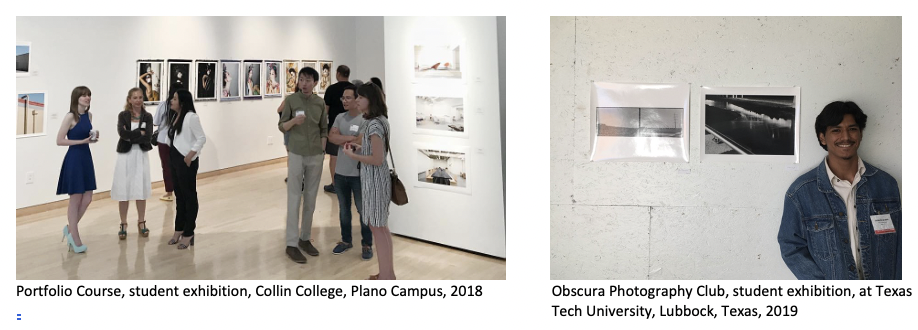 Portfolio Course, student exhibition, Collin College, Plano Campus, 2018
Obscura Photography Club, student exhibition, at Texas
Tech University, Lubbock, Texas, 2019